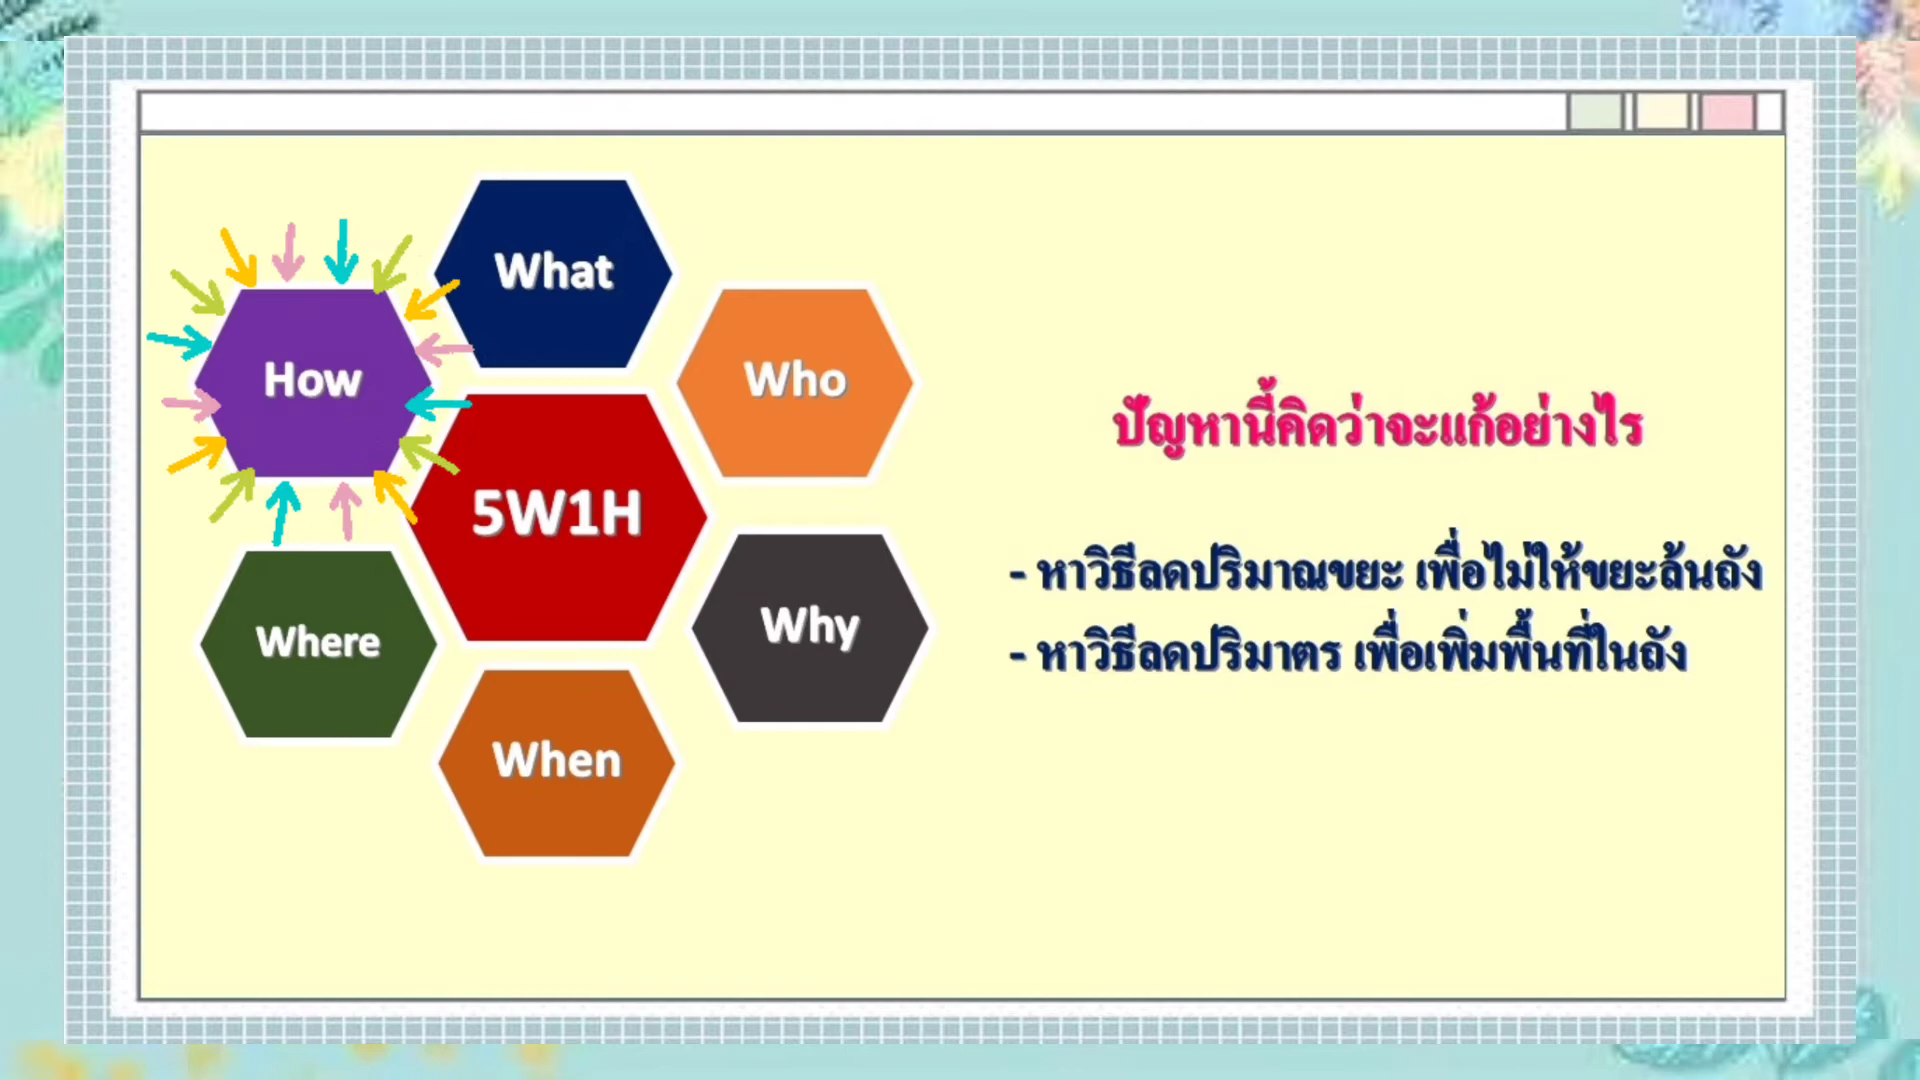 What
How
Who
5W1H
Why
Where
When
ปัญหานี้คิดว่าจะแก้อย่างไร
- หาวิธีลดปริมาณขยะ เพื่อไม่ให้ขยะล้นถัง
- หาวิธีลดปริมาตร เพื่อเพิ่มพื้นที่ในถัง